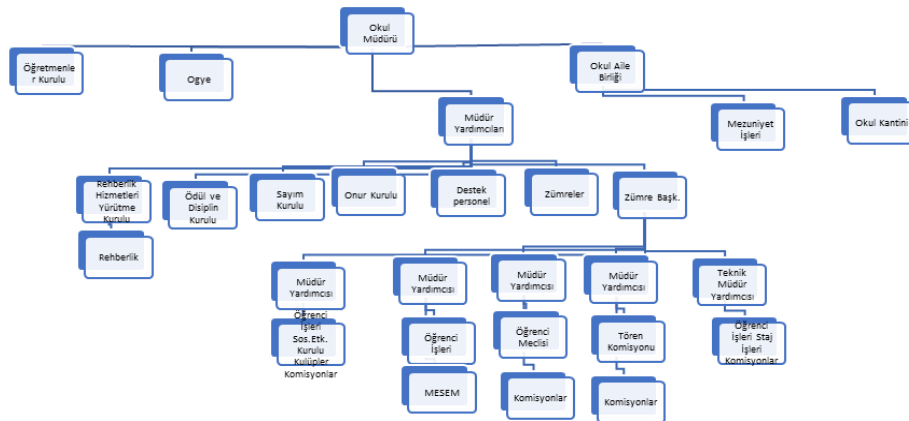 Okul
Müdürü
Öğretmenle
r Kurulu
Ogye
Okul Aile
Birliği
Müdür
Yardımcıları
Mezuniyet
İşleri
Okul Kantini
Rehberlik
Hizmetleri
Yürütme
Kurulu
Ödül ve
Disiplin
Kurulu
Sayım
Kurulu
Onur Kurulu
Destek
personel
Zümreler
Zümre Başk.
Rehberlik
Müdür
Yardımcısı
Müdür
Yardımcısı
Müdür
Yardımcısı
Müdür
Yardımcısı
Teknik
Müdür
Yardımcısı
Öğrenci
İşleri
Sos.Etk.
Kurulu
Kulüpler
Komisyonlar
Öğrenci
İşleri
Öğrenci
Meclisi
Tören
Komisyonu
Öğrenci
İşleri Staj
İşleri
Komisyonlar
MESEM
Komisyonlar
Komisyonlar